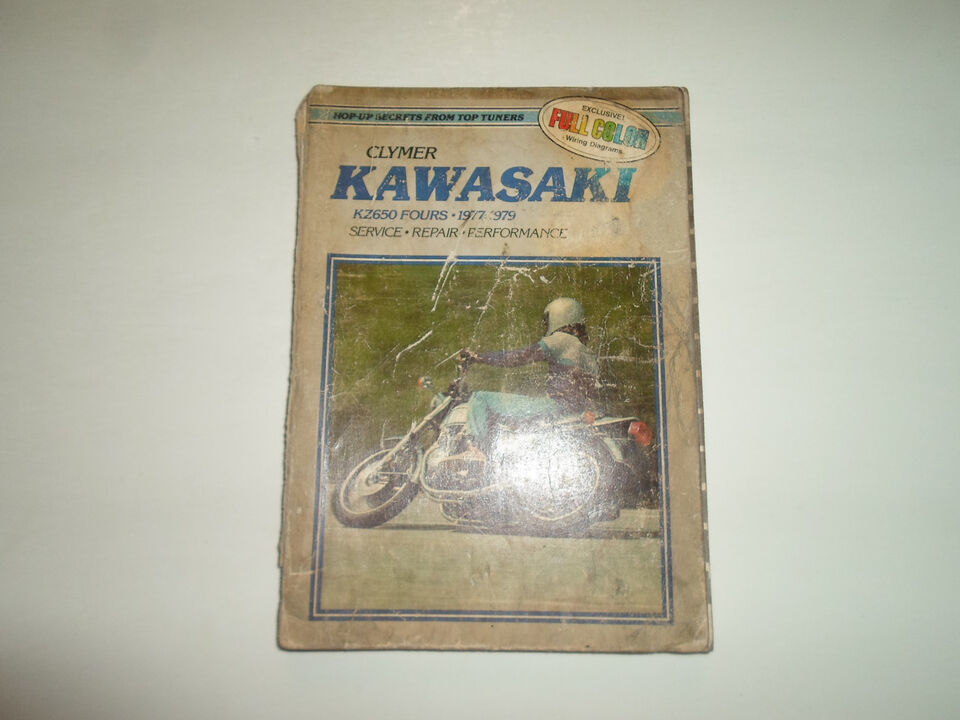 HOP-UP SECRETS FROM TOP TUNERS
EXCLUSIVE!
FULL COLOR
Wiring Diagrams
CLYMER
KAWASAKI
KZ650 FOURS • 1977-1979
SERVICE • REPAIR • PERFORMANCE